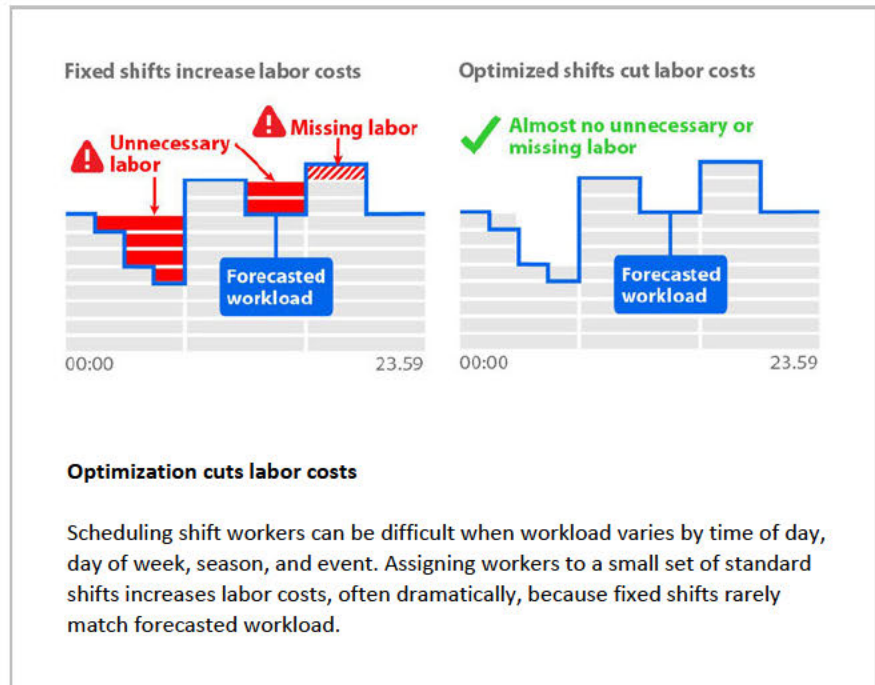 Fixed shifts increase labor costs
Unnecessary
labor
Missing labor
Forecasted
workload
00:00
23.59
Optimized shifts cut labor costs
Almost no unnecessary or
missing labor
Forecasted
workload
00:00
23.59
Optimization cuts labor costs
Scheduling shift workers can be difficult when workload varies by time of day,
day of week, season, and event. Assigning workers to a small set of standard
shifts increases labor costs, often dramatically, because fixed shifts rarely
match forecasted workload.